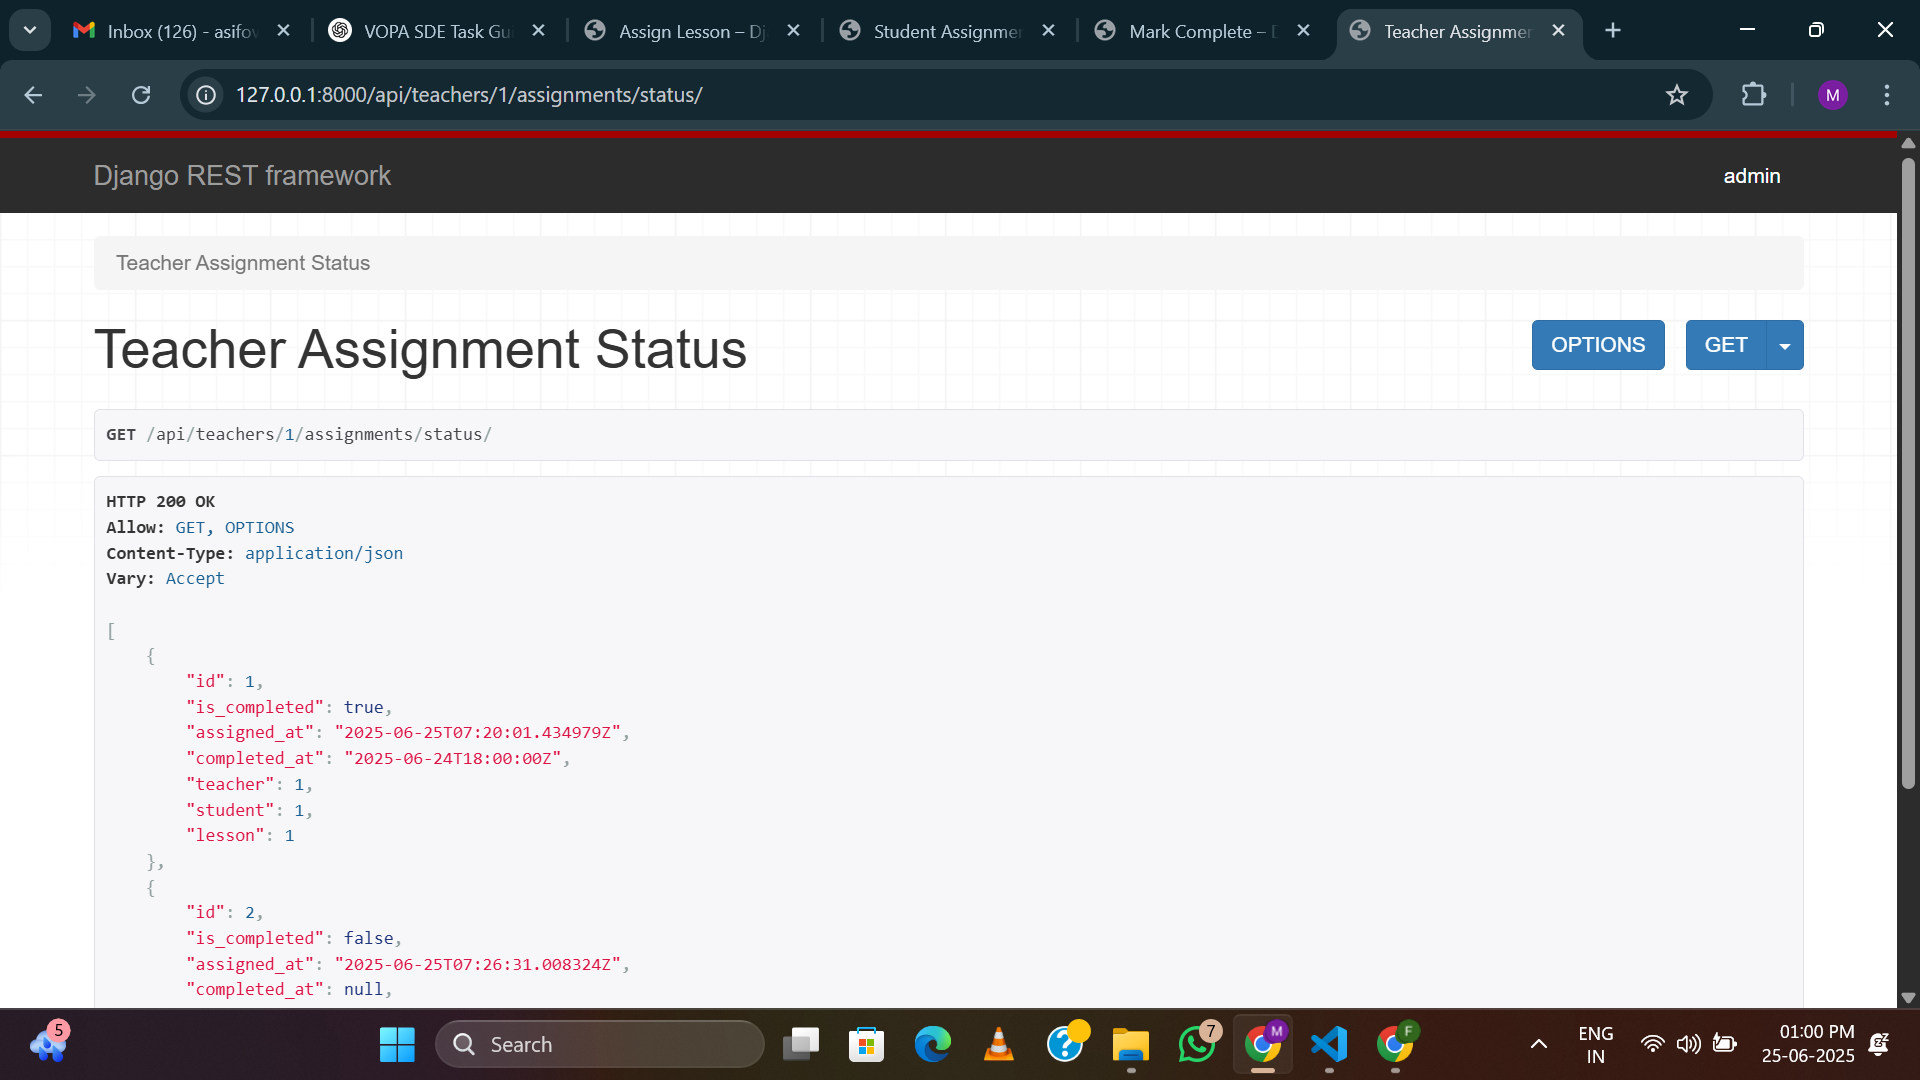 Inbox (126) - asifov
VOPA SDE Task Gu
Assign Lesson – Dj
Student Assignmen
Mark Complete – D
Teacher Assignmen
127.0.0.1:8000/api/teachers/1/assignments/status/
M
Django REST framework
admin
Teacher Assignment Status
Teacher Assignment Status
OPTIONS
GET
GET /api/teachers/1/assignments/status/
HTTP 200 OK
Allow: GET, OPTIONS
Content-Type: application/json
Vary: Accept
[
{
"id": 1,
"is_completed": true,
"assigned_at": "2025-06-25T07:20:01.434979Z",
"completed_at": "2025-06-24T18:00:00Z",
"teacher": 1,
"student": 1,
"lesson": 1
},
{
"id": 2,
"is_completed": false,
"assigned_at": "2025-06-25T07:26:31.008324Z",
"completed_at": null,
5
Search
7
M
F
ENG
IN
01:00 PM
25-06-2025